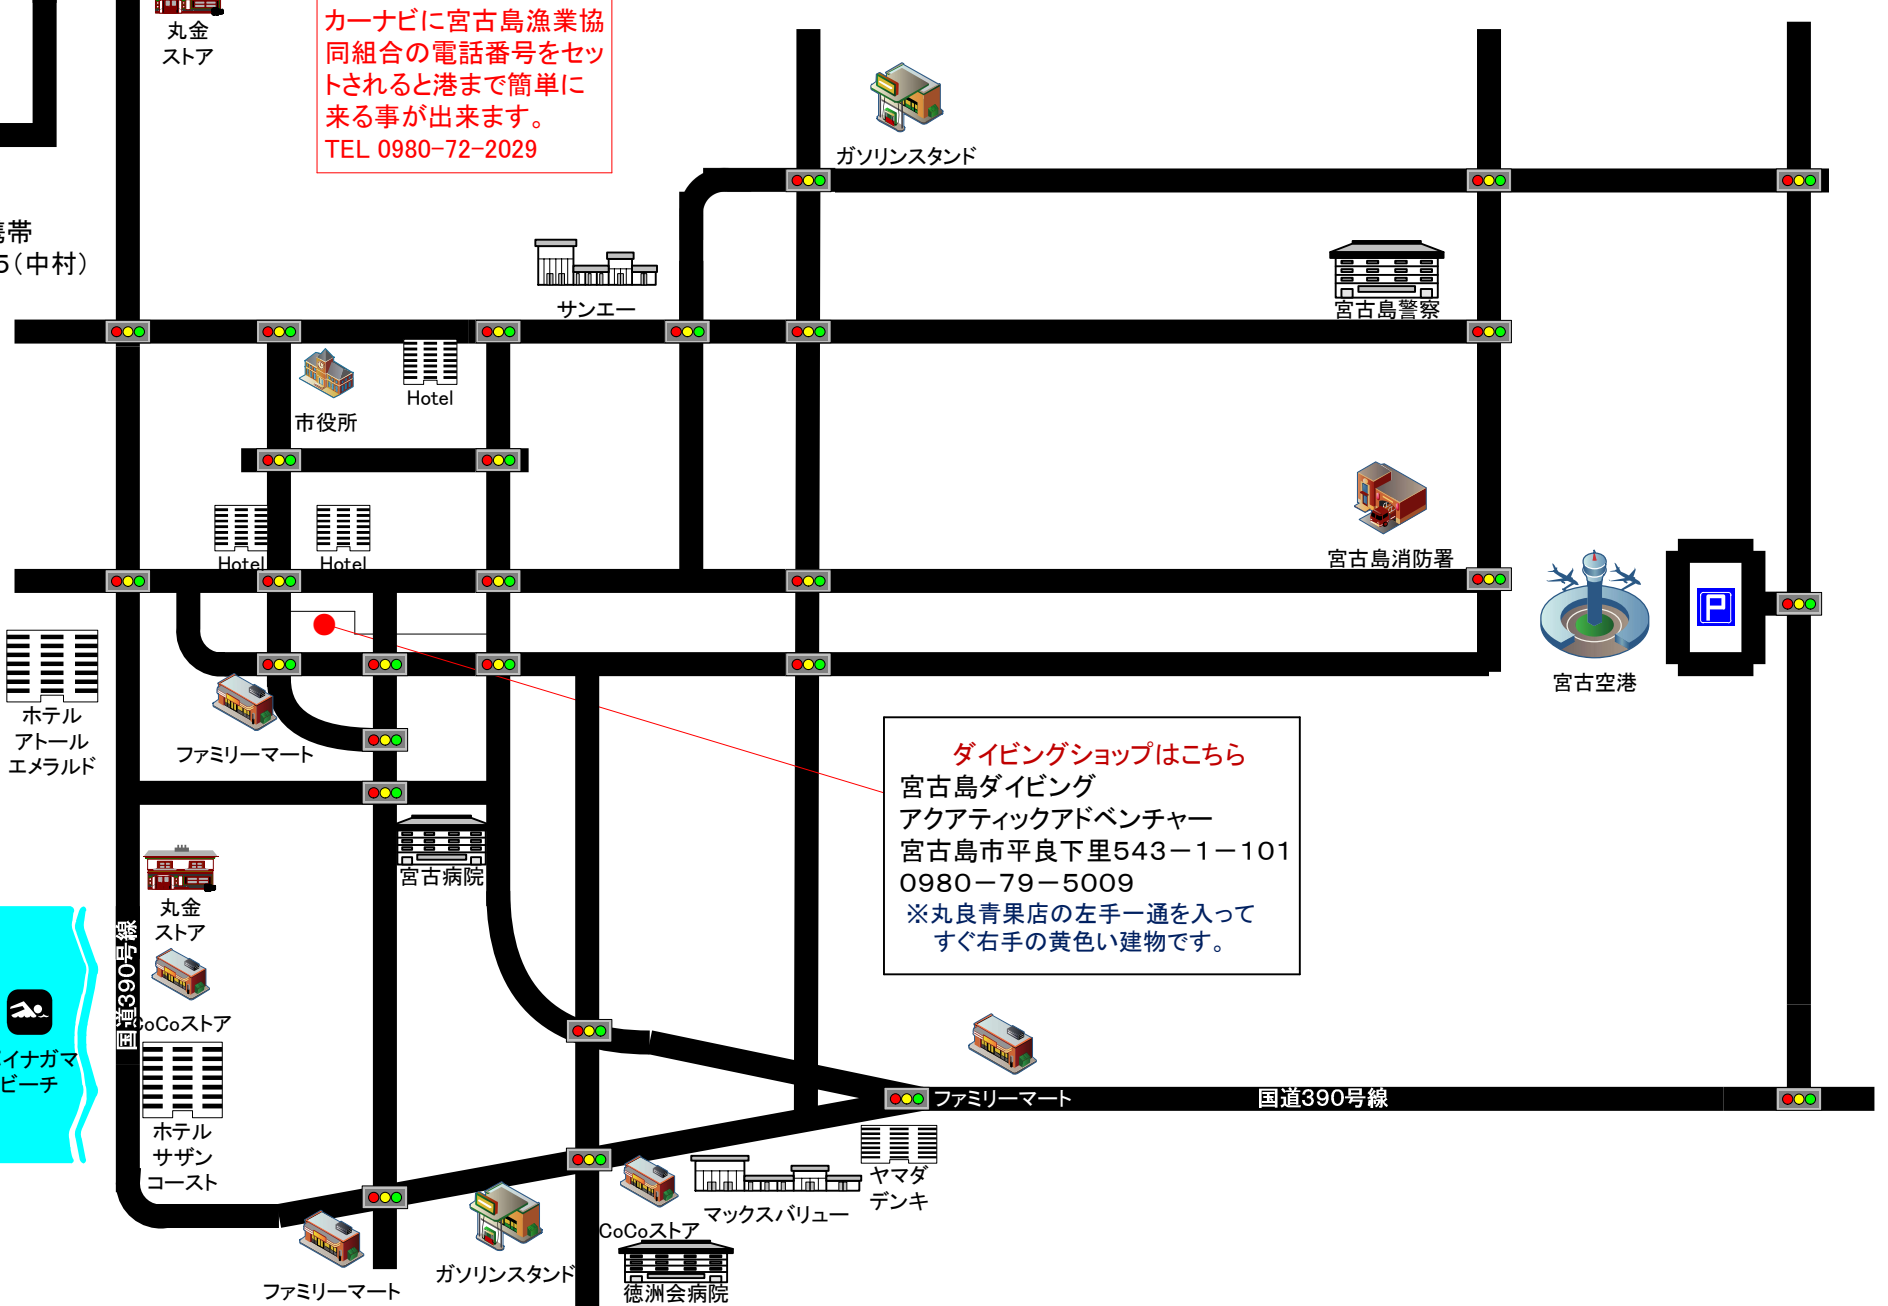 丸金
ストア
カーナビに宮古島漁業協
同組合の電話番号をセッ
トされると港まで簡単に
来る事が出来ます。
TEL 0980-72-2029
ガソリンスタンド
帯
5(中村)
サンエー
宮古島警察
市役所
Hotel
Hotel
Hotel
宮古島消防署
P
宮古空港
ホテル
アトール
エメラルド
ファミリーマート
ダイビングショップはこちら
宮古島ダイビング
アクアティックアドベンチャー
宮古島市平良下里543-1-101
0980-79-5009
※丸良青果店の左手一通を入って
すぐ右手の黄色い建物です。
宮古病院
丸金
ストア
国道390号線
CoCoストア
イナガマ
ビーチ
ホテル
サザン
コースト
ファミリーマート
国道390号線
ヤマダ
デンキ
マックスバリュー
CoCoストア
徳洲会病院
ガソリンスタンド
ファミリーマート